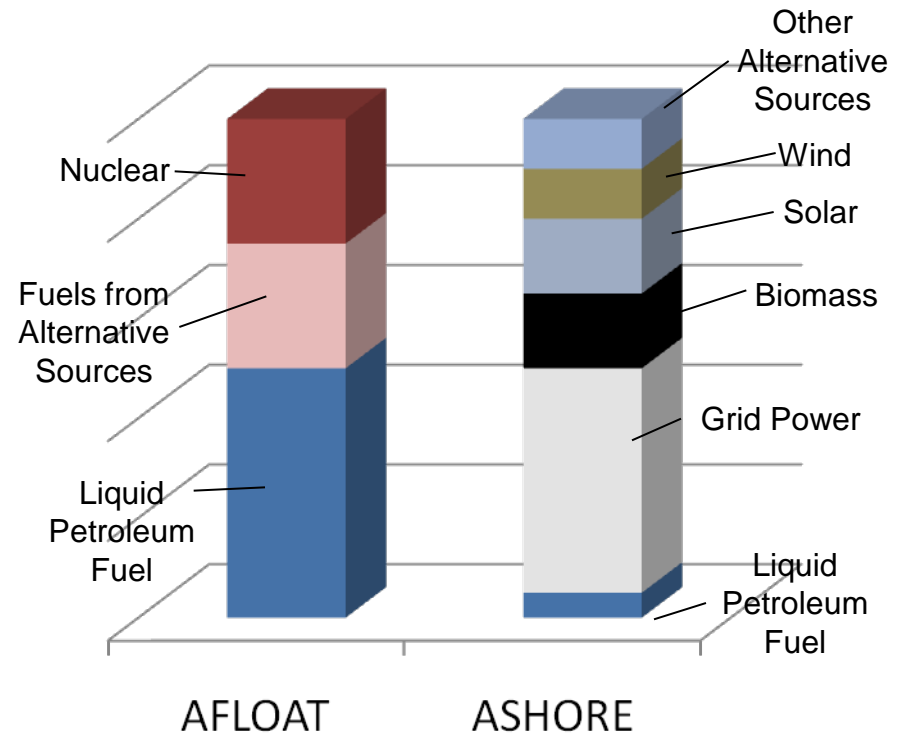 Other
Alternative
Sources
Nuclear
Wind
Solar
Fuels from
Alternative
Sources
Biomass
Grid Power
Liquid
Petroleum
Fuel
Liquid
Petroleum
Fuel
AFLOAT
ASHORE